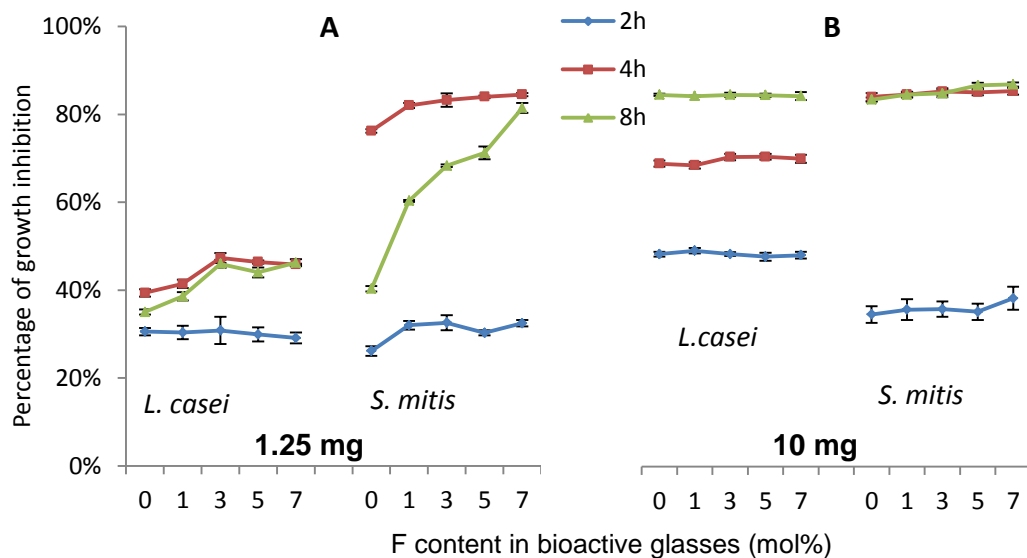 A
B
2h
4h
8h
Percentage of growth inhibition
100%
80%
60%
40%
20%
0%
L. casei
S. mitis
L.casei
S. mitis
1.25 mg
10 mg
0 1 3 5 7 0 1 3 5 7 0 1 3 5 7 0 1 3 5 7
F content in bioactive glasses (mol%)